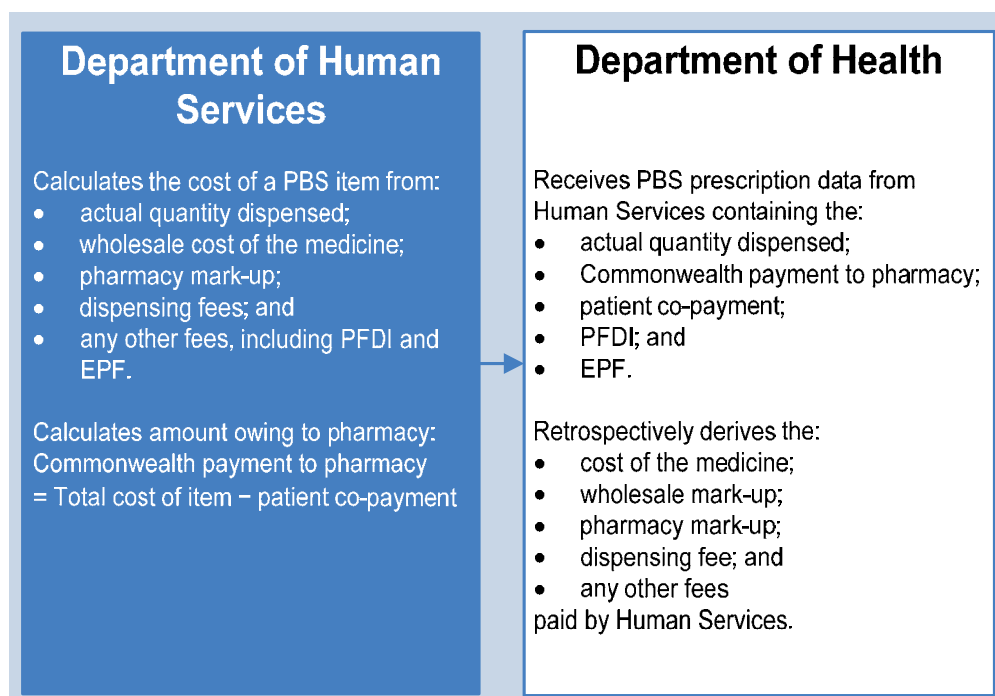 Department of Human
Services
Calculates the cost of a PBS item from:
• actual quantity dispensed;
• wholesale cost of the medicine;
• pharmacy mark-up;
• dispensing fees; and
• any other fees, including PFDI and
EPF.
Calculates amount owing to pharmacy:
Commonwealth payment to pharmacy
= Total cost of item − patient co-payment
Department of Health
Receives PBS prescription data from
Human Services containing the:
• actual quantity dispensed;
• Commonwealth payment to pharmacy;
• patient co-payment;
• PFDI; and
• EPF.
Retrospectively derives the:
• cost of the medicine;
• wholesale mark-up;
• pharmacy mark-up;
• dispensing fee; and
• any other fees
paid by Human Services.